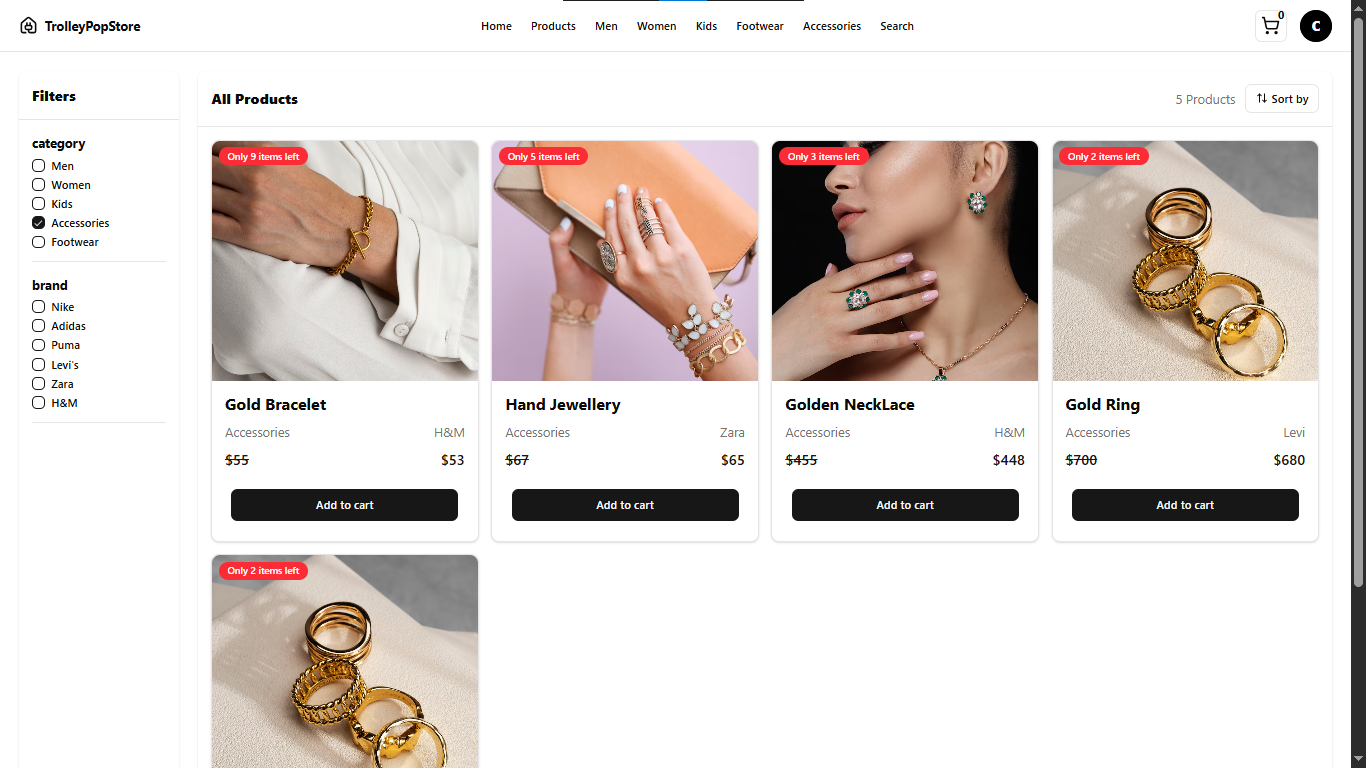 TrolleyPopStore
Home Products Men Women Kids Footwear Accessories Search
0
C
Filters
category
Men
Women
Kids
Accessories
Footwear
brand
Nike
Adidas
Puma
Levi's
Zara
H&M
All Products
5 Products
Sort by
Only 9 items left
Gold Bracelet
Accessories H&M
$55 $53
Add to cart
Only 5 items left
Hand Jewellery
Accessories Zara
$67 $65
Add to cart
Only 3 items left
Golden NeckLace
Accessories H&M
$455 $448
Add to cart
Only 2 items left
Gold Ring
Accessories Levi
$700 $680
Add to cart
Only 2 items left